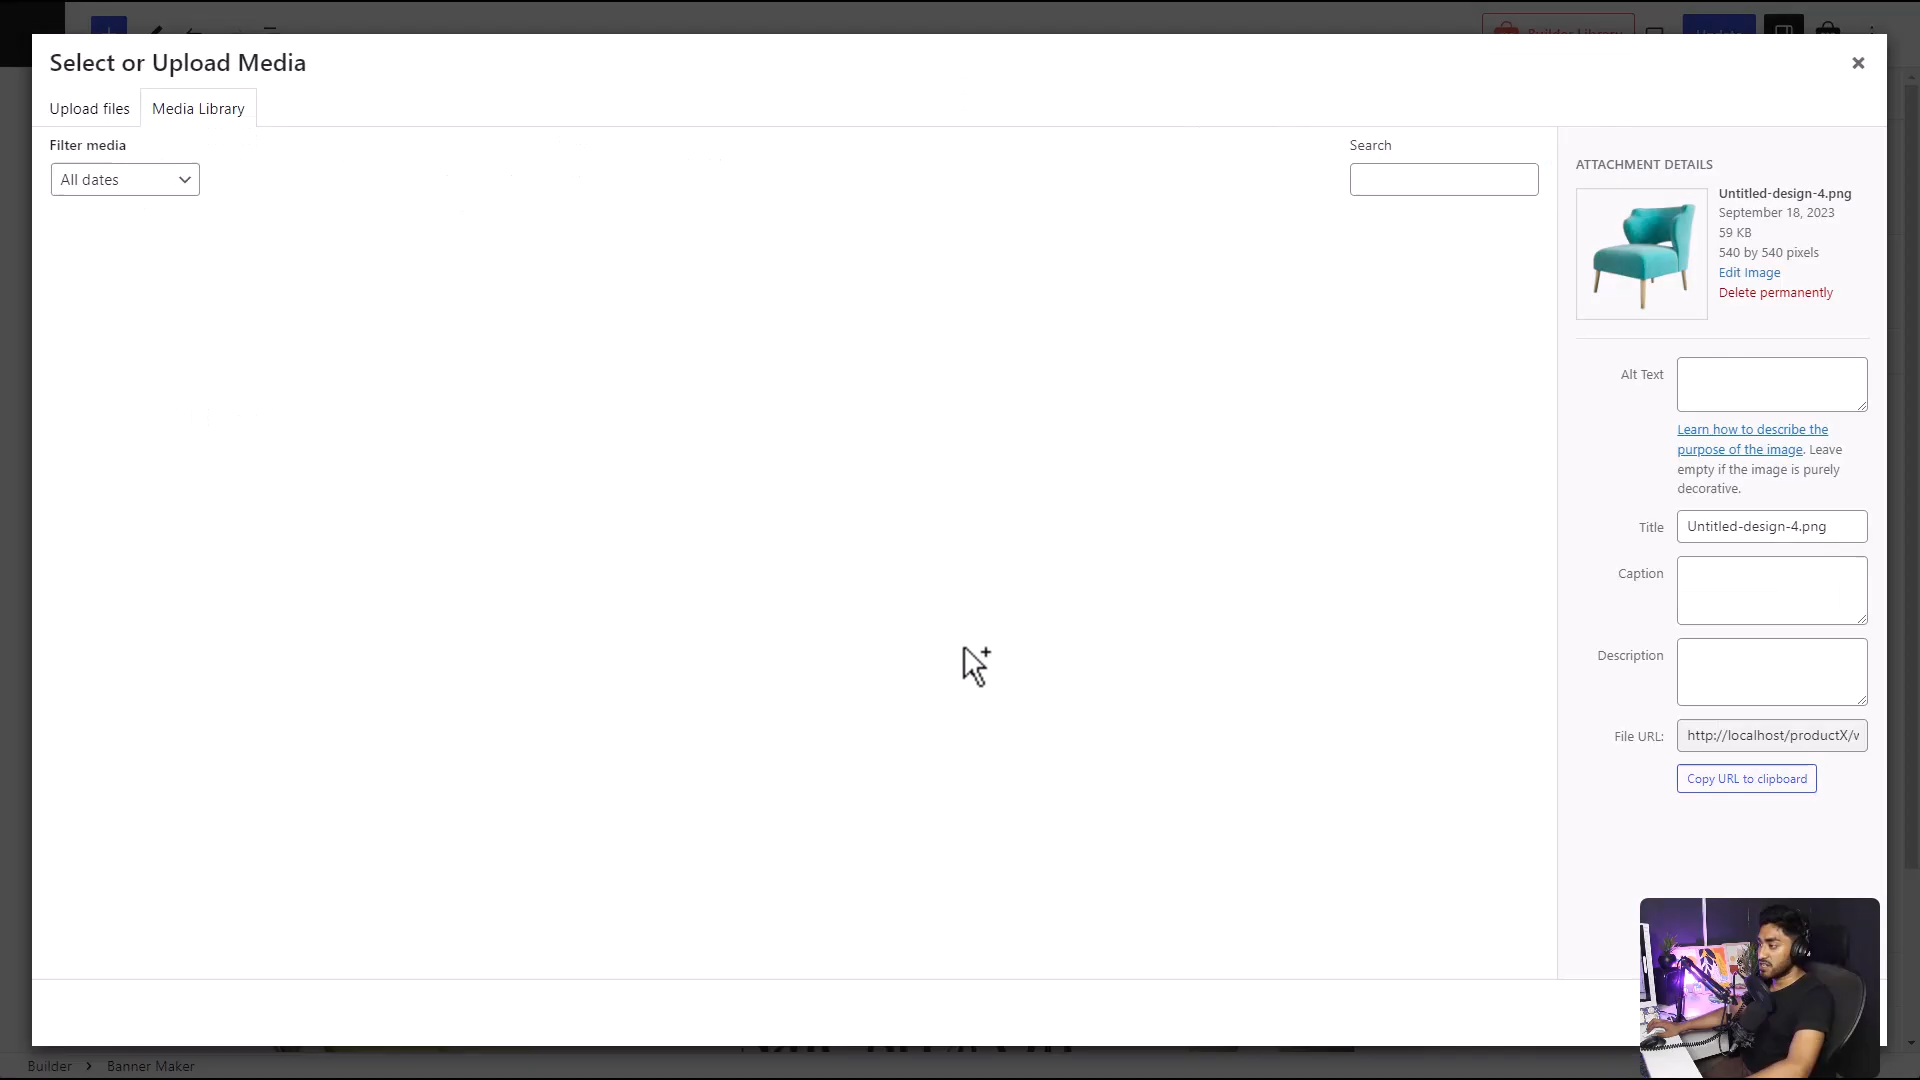 Builder Library
Update
Select or Upload Media
Upload files
Media Library
Filter media
All dates
Search
ATTACHMENT DETAILS
Untitled-design-4.png
September 18, 2023
59 KB
540 by 540 pixels
Edit Image
Delete permanently
Alt Text
Learn how to describe the
purpose of the image. Leave
empty if the image is purely
decorative.
Title
Untitled-design-4.png
Caption
Description
File URL:
http://localhost/productX/w
Copy URL to clipboard
Builder
Banner Maker